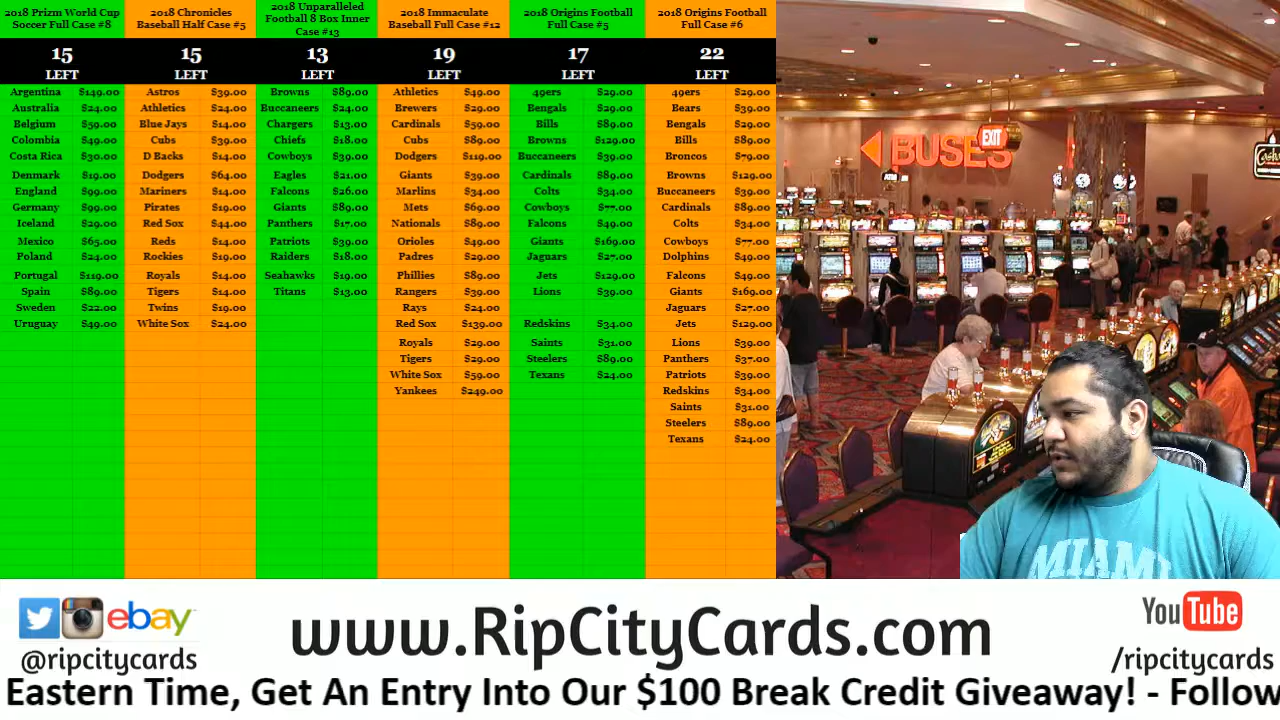 2018 Prizm World Cup
Soccer Full Case #8
15
LEFT
Argentina $149.00
Australia $24.00
Belgium $59.00
Colombia $49.00
Costa Rica $30.00
Denmark $19.00
England $99.00
Germany $99.00
Iceland $29.00
Mexico $65.00
Poland $24.00
Portugal $119.00
Spain $89.00
Sweden $22.00
Uruguay $49.00
2018 Chronicles
Baseball Half Case #5
15
LEFT
Astros $39.00
Athletics $24.00
Blue Jays $14.00
Cubs $39.00
D Backs $14.00
Dodgers $64.00
Mariners $14.00
Pirates $19.00
Red Sox $44.00
Reds $14.00
Rockies $19.00
Royals $14.00
Tigers $14.00
Twins $19.00
White Sox $24.00
2018 Unparalleled
Football 8 Box Inner
Case #13
13
LEFT
Browns $89.00
Buccaneers $24.00
Chargers $13.00
Chiefs $18.00
Cowboys $39.00
Eagles $21.00
Falcons $26.00
Giants $89.00
Panthers $17.00
Patriots $39.00
Raiders $18.00
Seahawks $19.00
Titans $13.00
2018 Immaculate
Baseball Full Case #12
19
LEFT
Athletics $49.00
Brewers $29.00
Cardinals $59.00
Cubs $89.00
Dodgers $119.00
Giants $39.00
Marlins $34.00
Mets $69.00
Nationals $89.00
Orioles $49.00
Padres $29.00
Phillies $89.00
Rangers $39.00
Rays $24.00
Red Sox $139.00
Royals $29.00
Tigers $29.00
White Sox $59.00
Yankees $249.00
2018 Origins Football
Full Case #5
17
LEFT
49ers $29.00
Bengals $29.00
Bills $89.00
Browns $129.00
Buccaneers $39.00
Cardinals $89.00
Colts $34.00
Cowboys $77.00
Falcons $49.00
Giants $169.00
Jaguars $27.00
Jets $129.00
Lions $39.00
Redskins $34.00
Saints $31.00
Steelers $89.00
Texans $24.00
2018 Origins Football
Full Case #6
22
LEFT
49ers $29.00
Bears $39.00
Bengals $29.00
Bills $89.00
Broncos $79.00
Browns $129.00
Buccaneers $39.00
Cardinals $89.00
Colts $34.00
Cowboys $77.00
Dolphins $49.00
Falcons $49.00
Giants $169.00
Jaguars $27.00
Jets $129.00
Lions $39.00
Panthers $37.00
Patriots $39.00
Redskins $34.00
Saints $31.00
Steelers $89.00
Texans $24.00
BUSES
EXIT
ATM
MIAMI
ebay
@ripcitycards
www.RipCityCards.com
YouTube
/ripcitycards
Eastern Time, Get An Entry Into Our $100 Break Credit Giveaway! - Follow